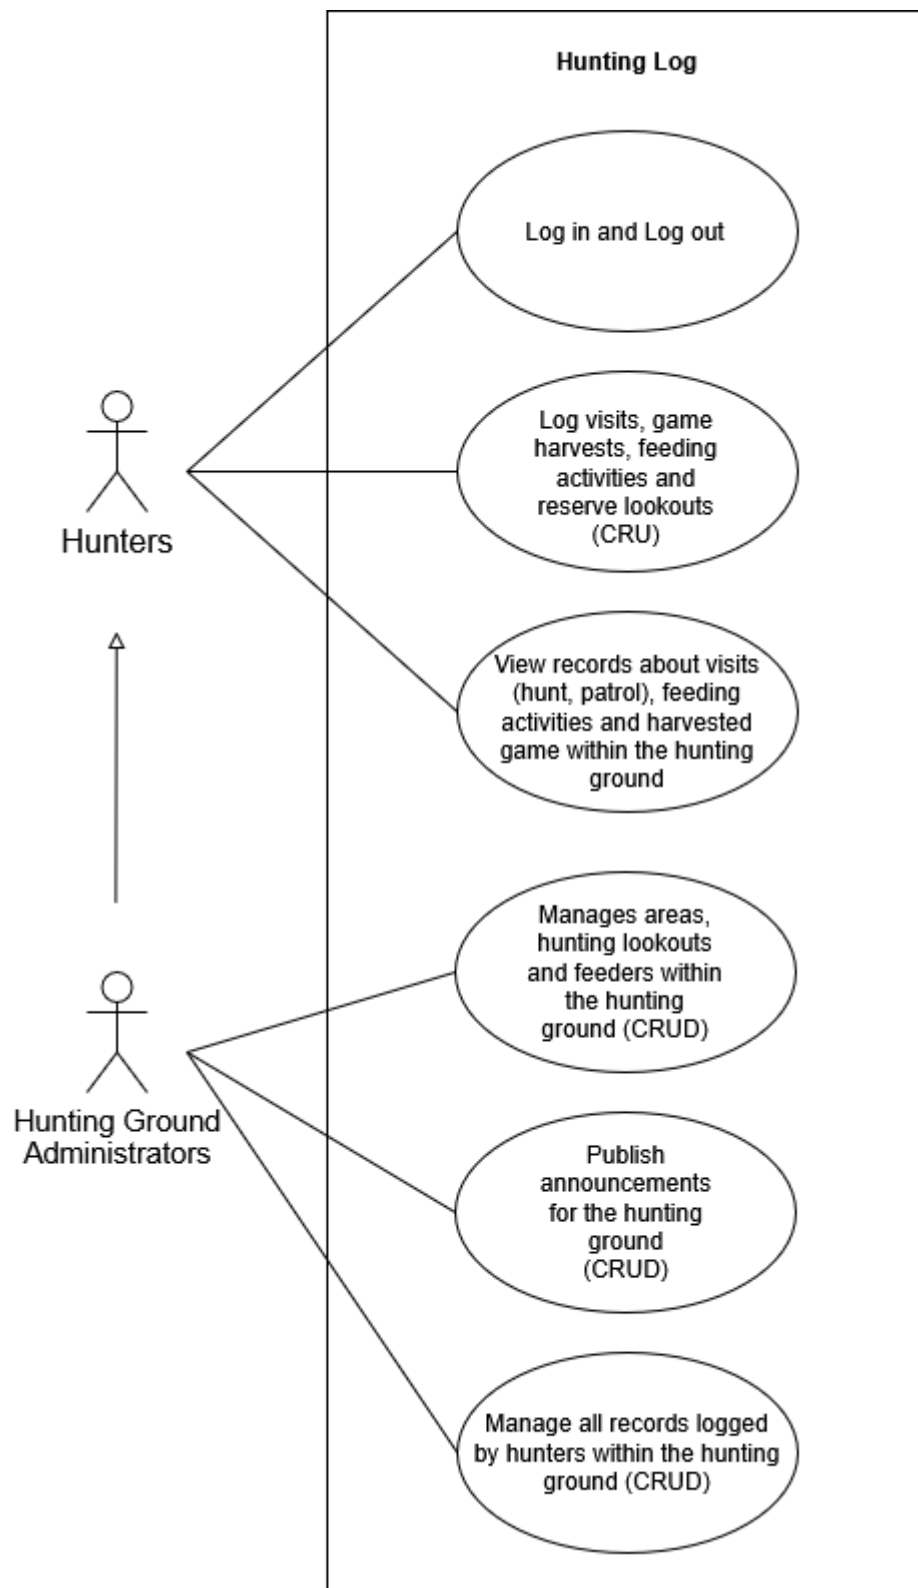 Hunting Log
Log in and Log out
Log visits, game
harvests, feeding
activities and
reserve lookouts
(CRU)
Hunters
View records about visits
(hunt, patrol), feeding
activities and harvested
game within the hunting
ground
Manages areas,
hunting lookouts
and feeders within
the hunting
ground (CRUD)
Hunting Ground
Administrators
Publish
announcements
for the hunting
ground
(CRUD)
Manage all records logged
by hunters within the hunting
ground (CRUD)